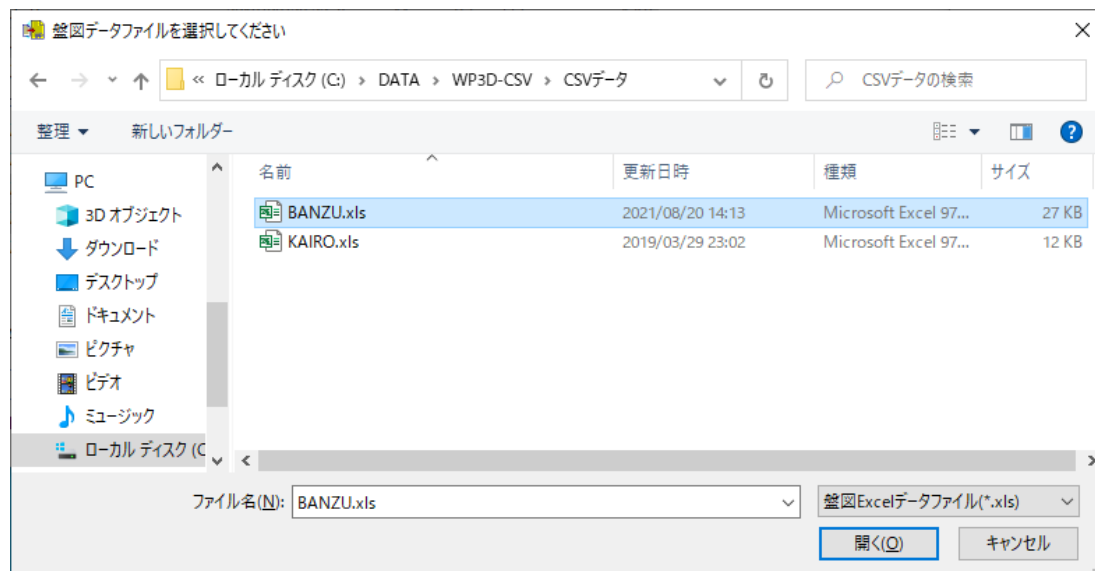 盤図データファイルを選択してください
« ローカル ディスク (C:) › DATA › WP3D-CSV › CSVデータ
CSVデータの検索
整理 新しいフォルダー
名前 更新日時 種類 サイズ
PC
3D オブジェクト
ダウンロード
デスクトップ
ドキュメント
ピクチャ
ビデオ
ミュージック
ローカル ディスク (C
BANZU.xls 2021/08/20 14:13 Microsoft Excel 97... 27 KB
KAIRO.xls 2019/03/29 23:02 Microsoft Excel 97... 12 KB
ファイル名(N): BANZU.xls 盤図Excelデータファイル(*.xls)
開く(O) キャンセル